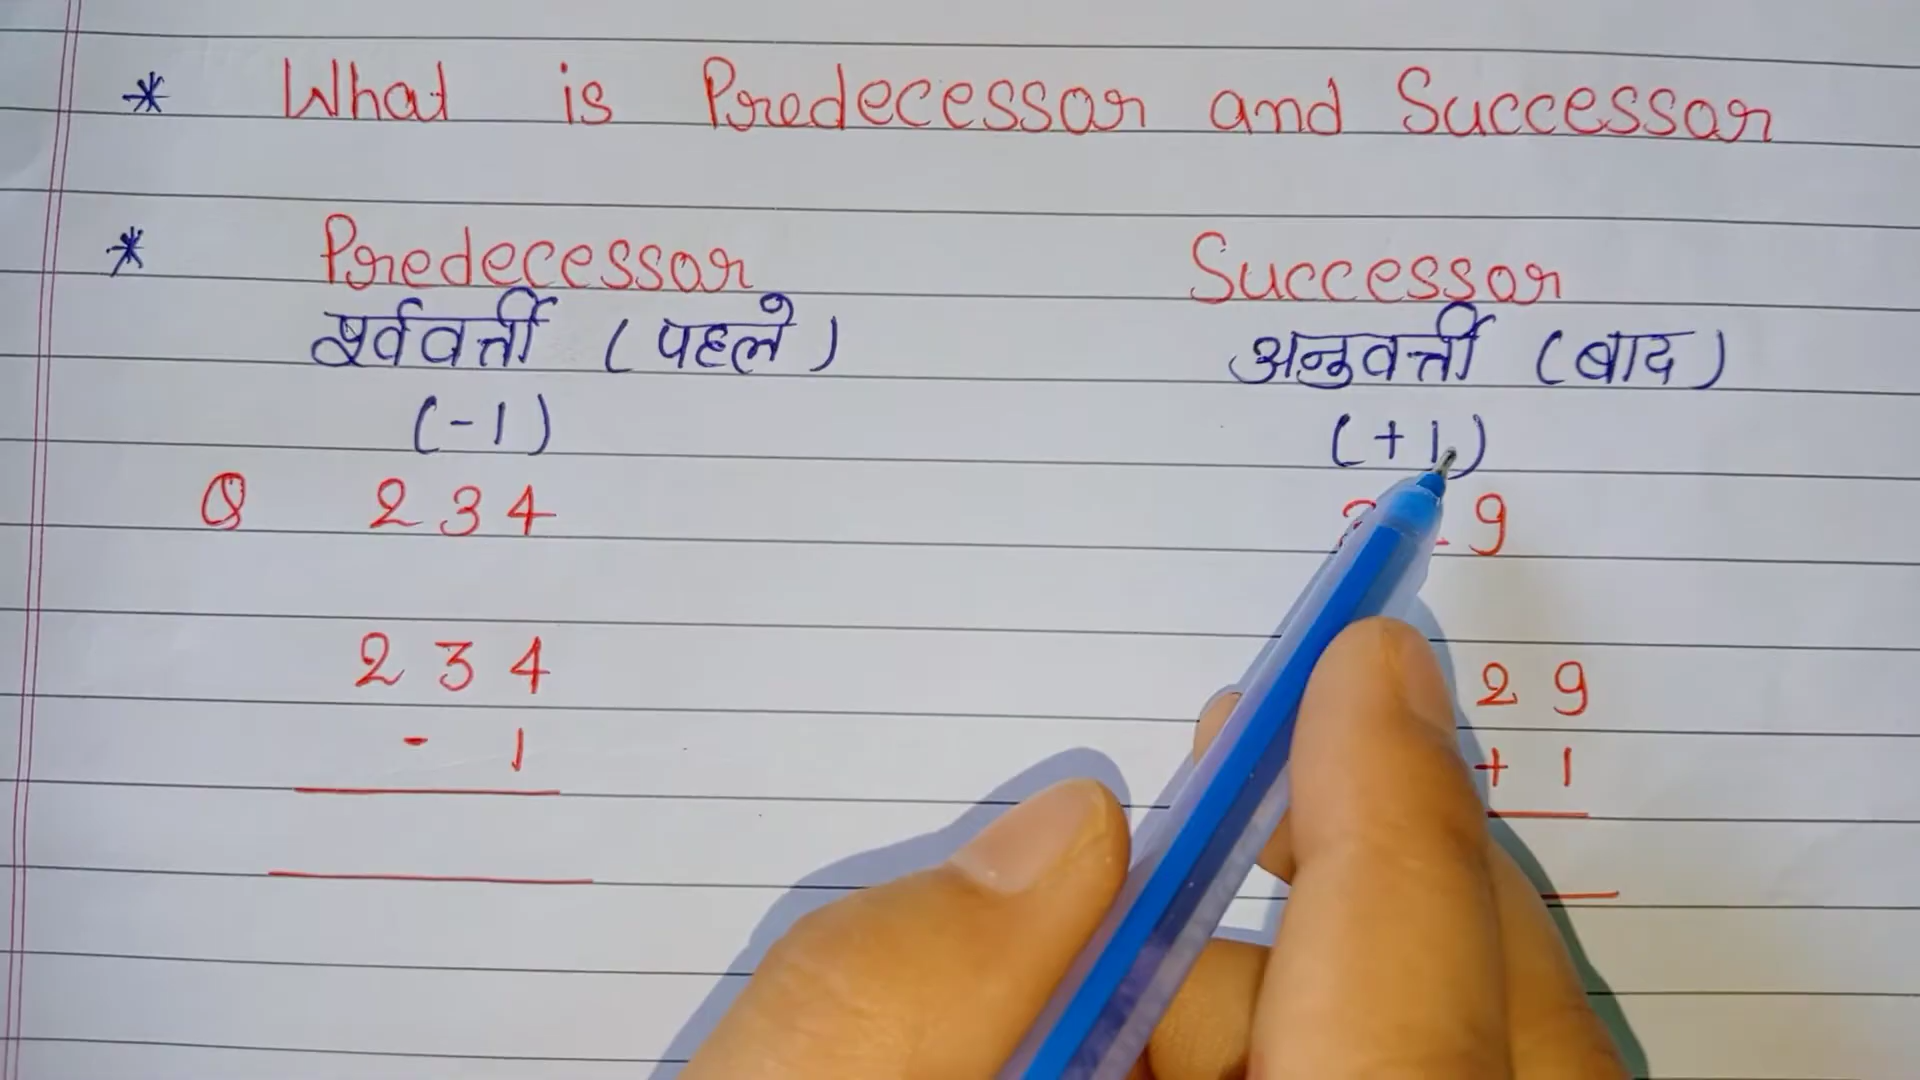 * What is Predecessor and Successor
* Predecessor Successor
पूर्ववर्ती (पहले) अनुवर्त्ती (बाद)
(-1) (+1)
Q 234 9
234 29
- 1 + 1